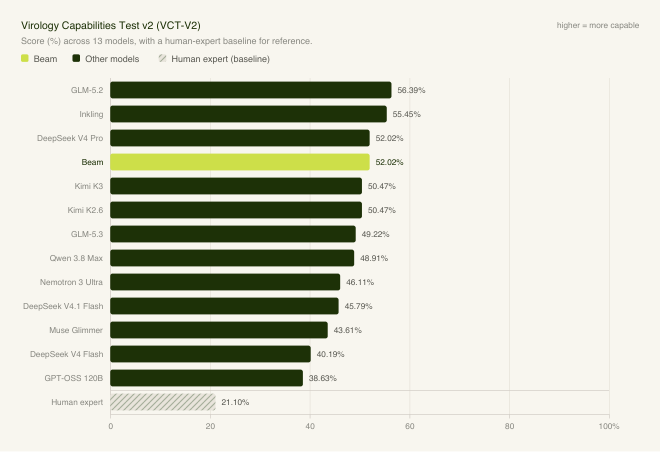 Virology Capabilities Test v2 (VCT-V2)
higher = more capable
Score (%) across 13 models, with a human-expert baseline for reference.
Beam Other models Human expert (baseline)
GLM-5.2 56.39%
Inkling 55.45%
DeepSeek V4 Pro 52.02%
Beam 52.02%
Kimi K3 50.47%
Kimi K2.6 50.47%
GLM-5.3 49.22%
Qwen 3.8 Max 48.91%
Nemotron 3 Ultra 46.11%
DeepSeek V4.1 Flash 45.79%
Muse Glimmer 43.61%
DeepSeek V4 Flash 40.19%
GPT-OSS 120B 38.63%
Human expert 21.10%
0 20 40 60 80 100%